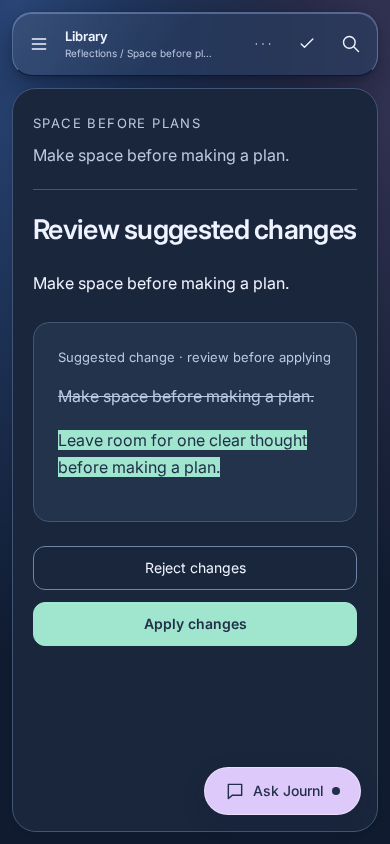 Library
Reflections / Space before pl...
SPACE BEFORE PLANS
Make space before making a plan.
Review suggested changes
Make space before making a plan.
Suggested change · review before applying
Make space before making a plan.
Leave room for one clear thought
before making a plan.
Reject changes
Apply changes
Ask Journl